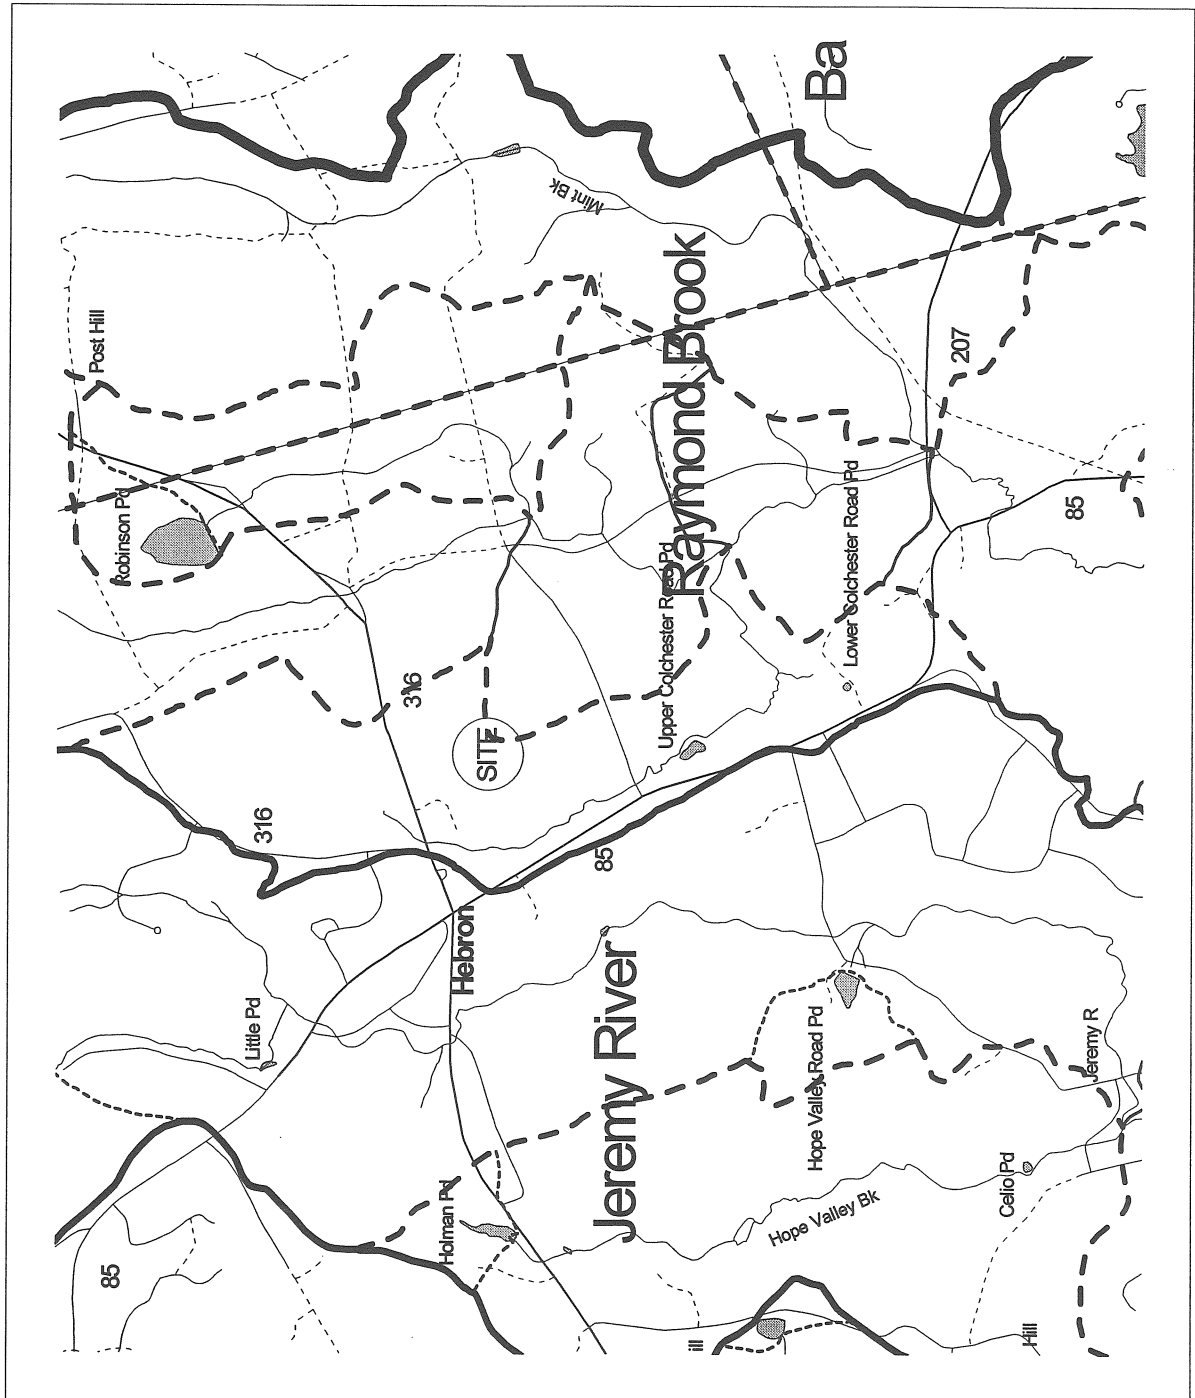 Ba
Mint Bk
Raymond Brook
Post Hill
207
Robinson Pd
85
Lower Colchester Road Pd
Upper Colchester Road Pd
316
SITE
316
85
Hebron
Jeremy River
Little Pd
Hope Valley Road Pd
Jeremy R
Holman Pd
Celio Pd
Hope Valley Bk
85
ill
Hill